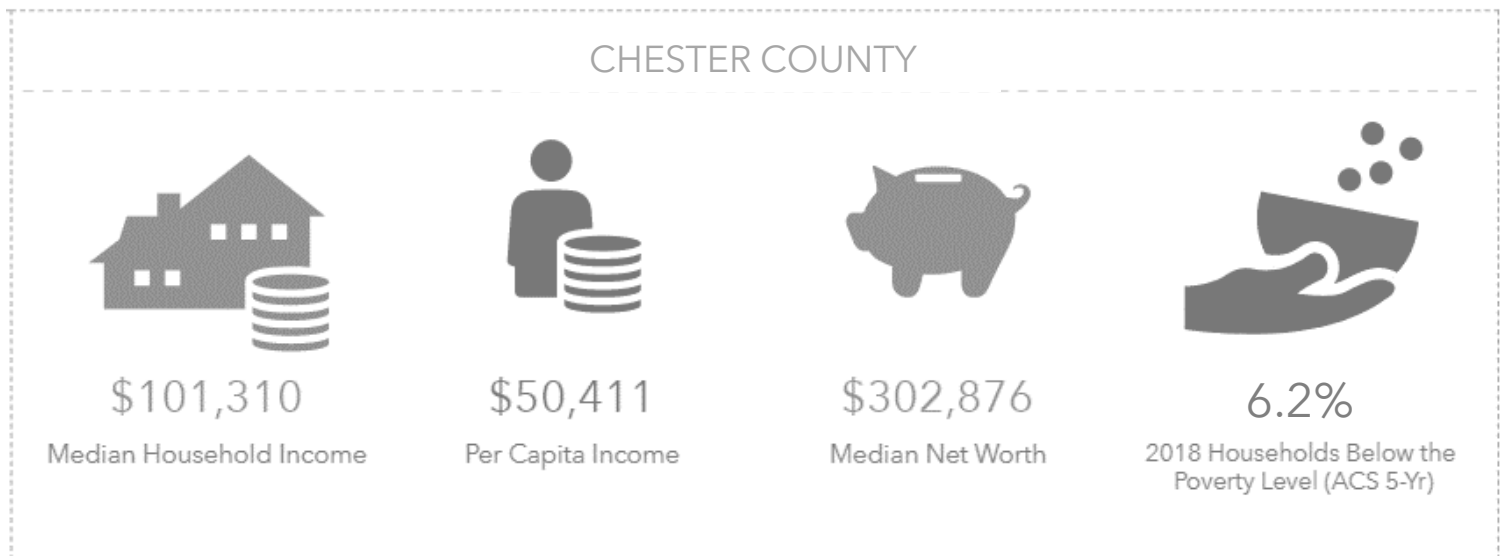 CHESTER COUNTY
$101,310
Median Household Income
$50,411
Per Capita Income
$302,876
Median Net Worth
6.2%
2018 Households Below the
Poverty Level (ACS 5-Yr)